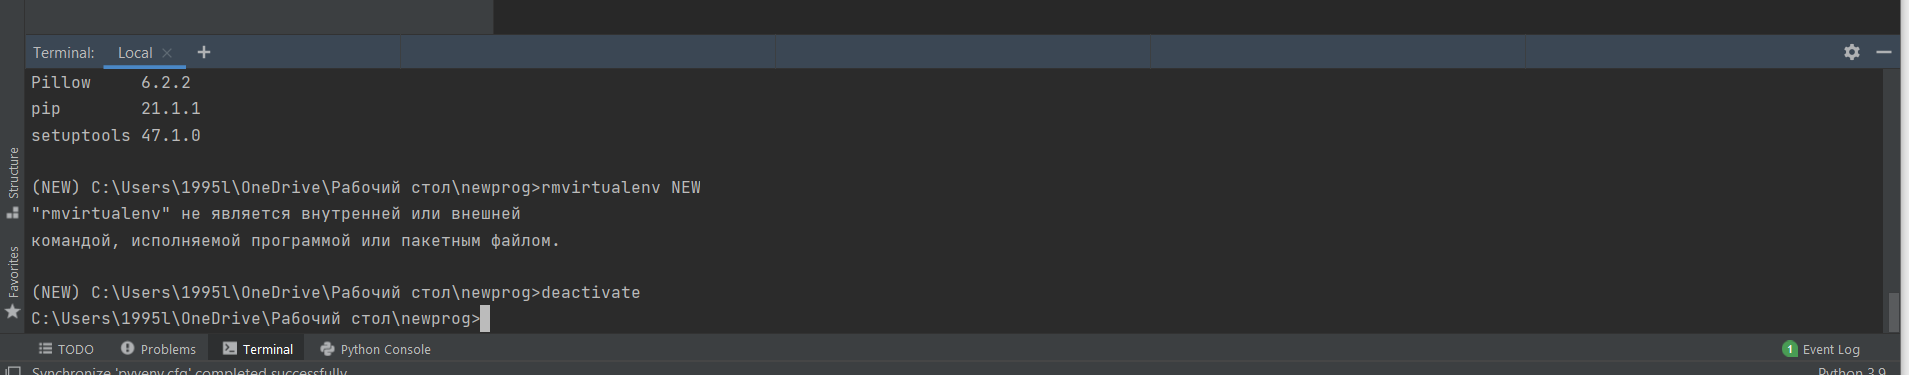 Terminal: Local × +
Pillow 6.2.2
pip 21.1.1
setuptools 47.1.0
(NEW) C:\Users\1995l\OneDrive\Рабочий стол\newprog>rmvirtualenv NEW
"rmvirtualenv" не является внутренней или внешней
командой, исполняемой программой или пакетным файлом.
(NEW) C:\Users\1995l\OneDrive\Рабочий стол\newprog>deactivate
C:\Users\1995l\OneDrive\Рабочий стол\newprog>
Structure
Favorites
TODO Problems Terminal Python Console 1 Event Log
Synchronize 'pyvenv.cfg' completed successfully Python 3.9